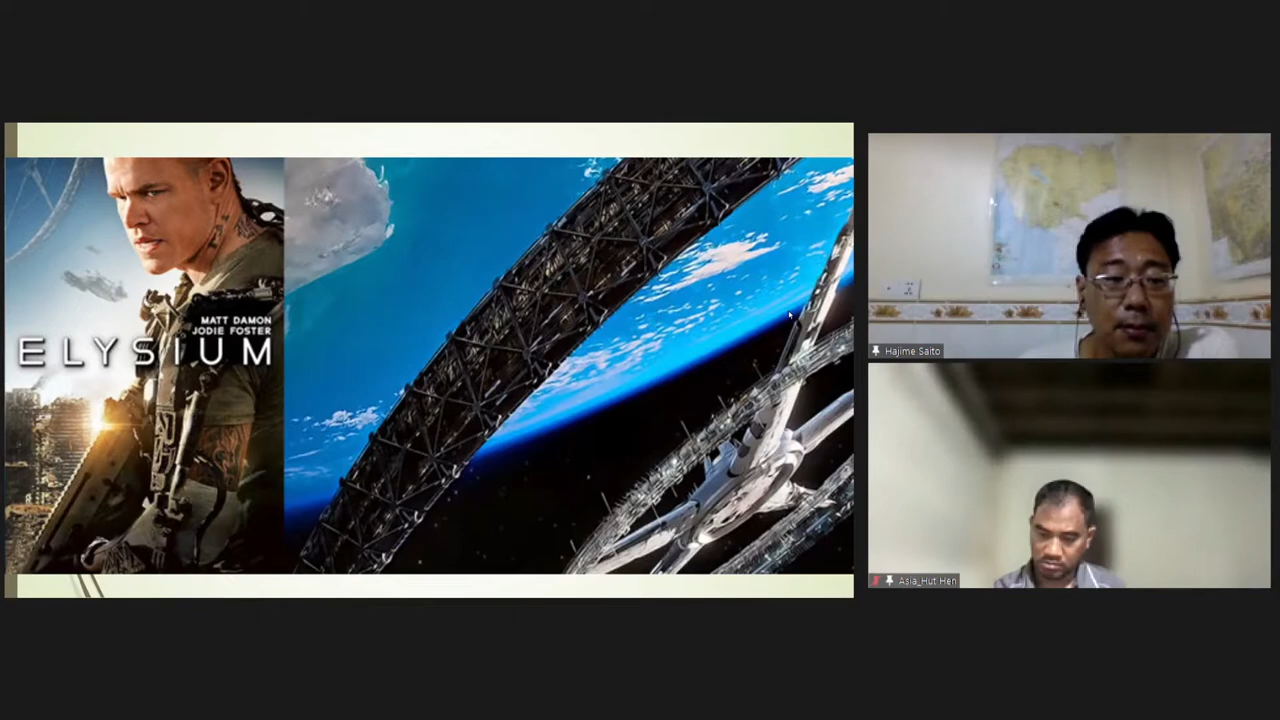 MATT DAMON
JODIE FOSTER
ELYSIUM
Hajime Saito
Asia_Hut Hen